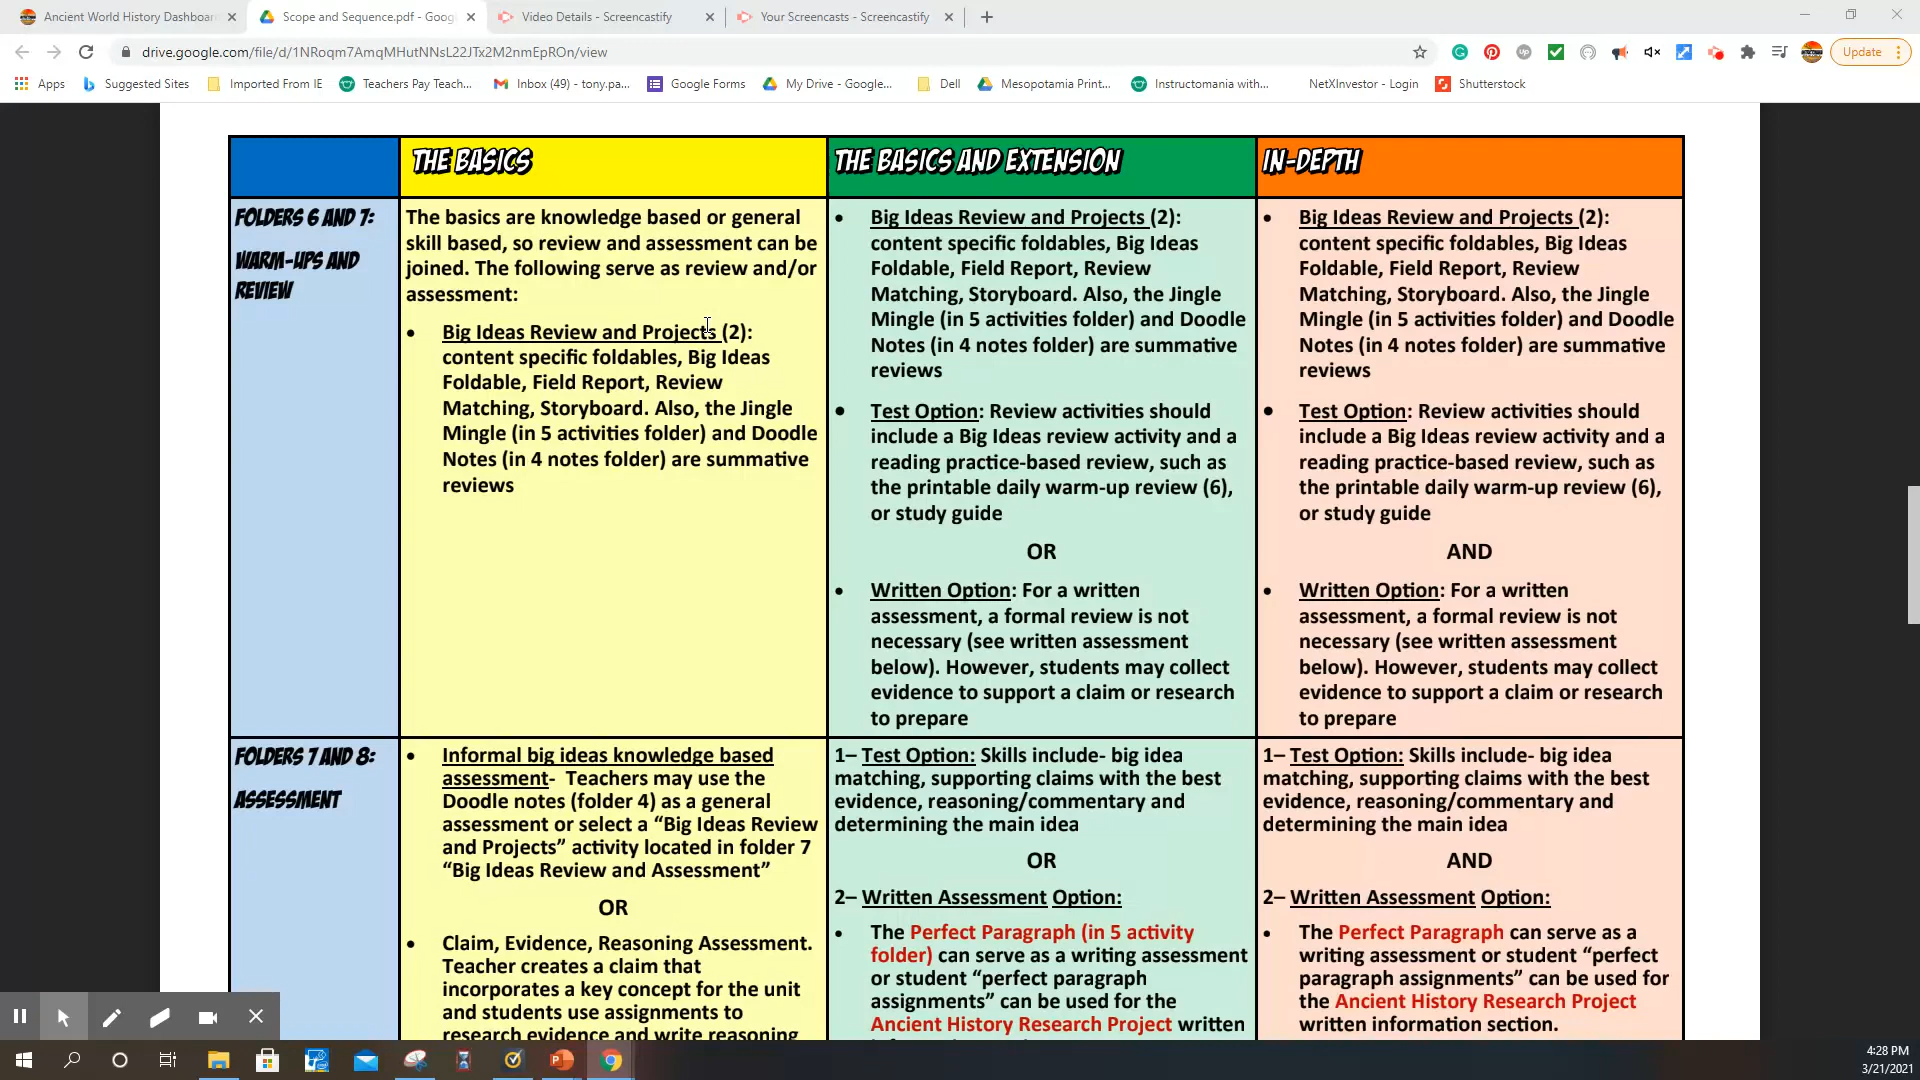 Ancient World History Dashboar
Scope and Sequence.pdf - Goog
Video Details - Screencastify
Your Screencasts - Screencastify
drive.google.com/file/d/1NRoqm7AmqMHutNNsL22JTx2M2nmEpROn/view
Update
Apps
Suggested Sites
Imported From IE
Teachers Pay Teach...
Inbox (49) - tony.pa...
Google Forms
My Drive - Google...
Dell
Mesopotamia Print...
Instructomania with...
NetXInvestor - Login
Shutterstock
THE BASICS
THE BASICS AND EXTENSION
IN-DEPTH
FOLDERS 6 AND 7:
WARM-UPS AND
REVIEW
The basics are knowledge based or general
skill based, so review and assessment can be
joined. The following serve as review and/or
assessment:
• Big Ideas Review and Projects (2):
content specific foldables, Big Ideas
Foldable, Field Report, Review
Matching, Storyboard. Also, the Jingle
Mingle (in 5 activities folder) and Doodle
Notes (in 4 notes folder) are summative
reviews
• Big Ideas Review and Projects (2):
content specific foldables, Big Ideas
Foldable, Field Report, Review
Matching, Storyboard. Also, the Jingle
Mingle (in 5 activities folder) and Doodle
Notes (in 4 notes folder) are summative
reviews
• Test Option: Review activities should
include a Big Ideas review activity and a
reading practice-based review, such as
the printable daily warm-up review (6),
or study guide
OR
• Written Option: For a written
assessment, a formal review is not
necessary (see written assessment
below). However, students may collect
evidence to support a claim or research
to prepare
• Big Ideas Review and Projects (2):
content specific foldables, Big Ideas
Foldable, Field Report, Review
Matching, Storyboard. Also, the Jingle
Mingle (in 5 activities folder) and Doodle
Notes (in 4 notes folder) are summative
reviews
• Test Option: Review activities should
include a Big Ideas review activity and a
reading practice-based review, such as
the printable daily warm-up review (6),
or study guide
AND
• Written Option: For a written
assessment, a formal review is not
necessary (see written assessment
below). However, students may collect
evidence to support a claim or research
to prepare
FOLDERS 7 AND 8:
ASSESSMENT
• Informal big ideas knowledge based
assessment- Teachers may use the
Doodle notes (folder 4) as a general
assessment or select a “Big Ideas Review
and Projects” activity located in folder 7
“Big Ideas Review and Assessment”
OR
• Claim, Evidence, Reasoning Assessment.
Teacher creates a claim that
incorporates a key concept for the unit
and students use assignments to
research evidence and write reasoning
1– Test Option: Skills include- big idea
matching, supporting claims with the best
evidence, reasoning/commentary and
determining the main idea
OR
2– Written Assessment Option:
• The Perfect Paragraph (in 5 activity
folder) can serve as a writing assessment
or student “perfect paragraph
assignments” can be used for the
Ancient History Research Project written
1– Test Option: Skills include- big idea
matching, supporting claims with the best
evidence, reasoning/commentary and
determining the main idea
AND
2– Written Assessment Option:
• The Perfect Paragraph can serve as a
writing assessment or student “perfect
paragraph assignments” can be used for
the Ancient History Research Project
written information section.
4:28 PM
3/21/2021